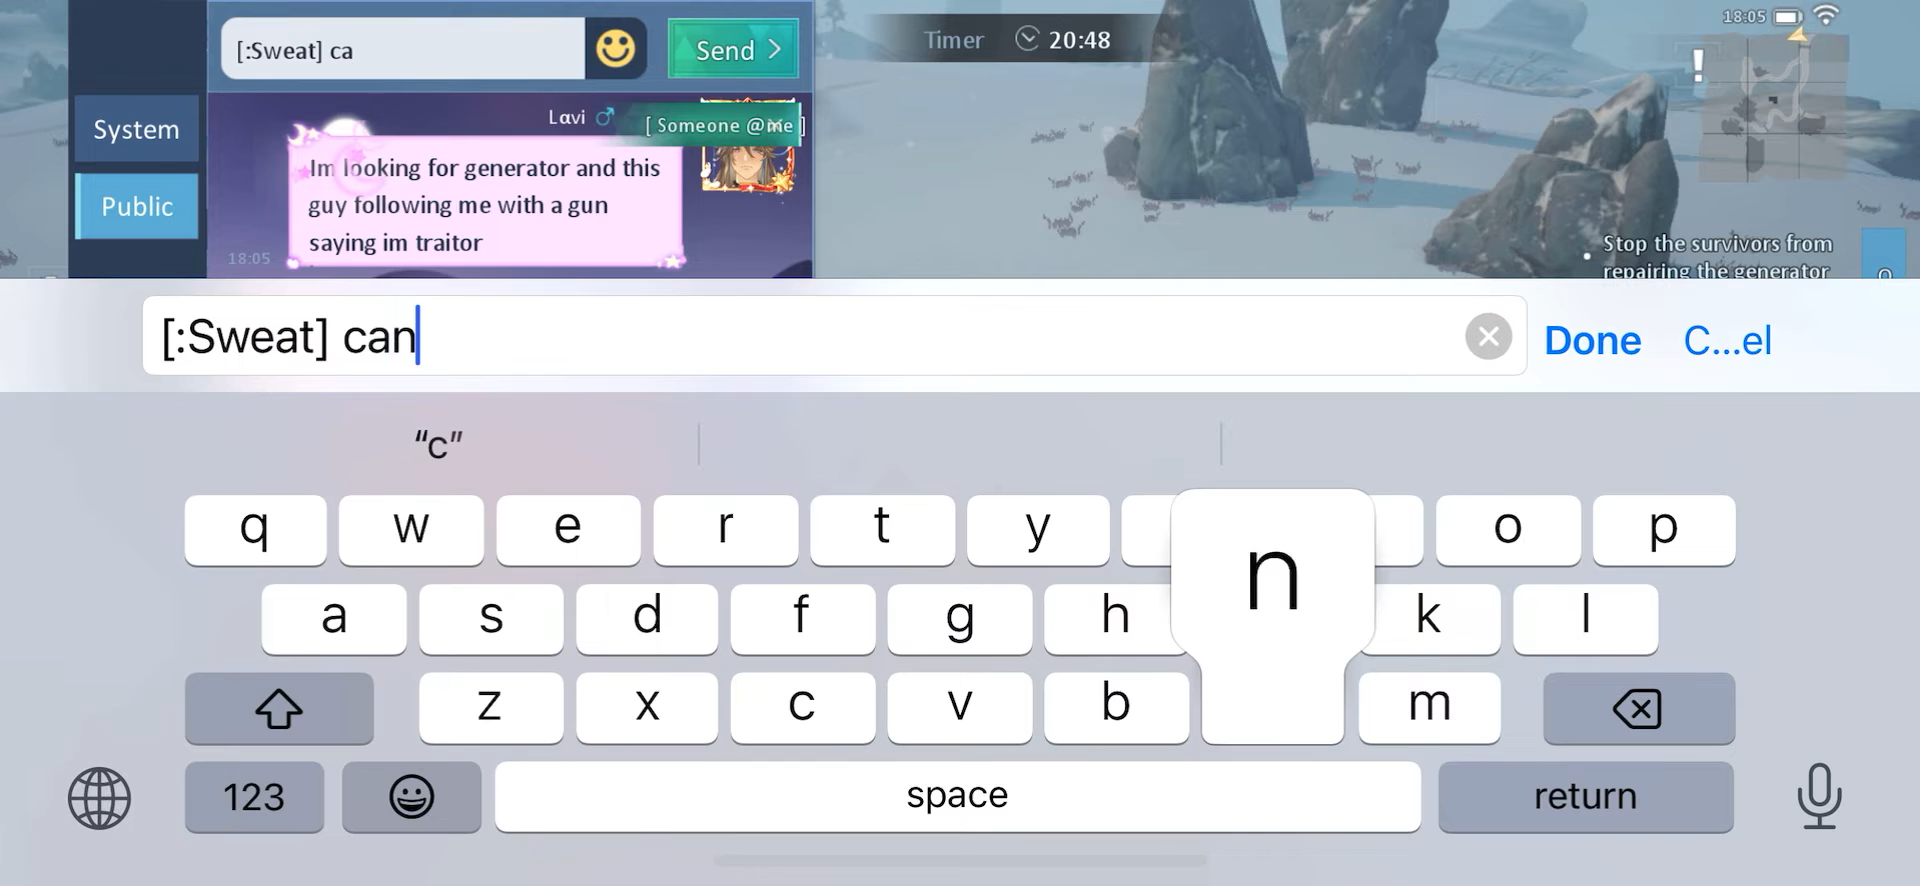 [:Sweat] ca
Send
Timer 20:48
18:05
System
Lavi
[ Someone @me ]
Public
Im looking for generator and this
guy following me with a gun
saying im traitor
18:05
!
Stop the survivors from
repairing the generator
[:Sweat] can
Done
C...el
“c”
q w e r t y o p
n
a s d f g h k l
z x c v b m
123
space
return